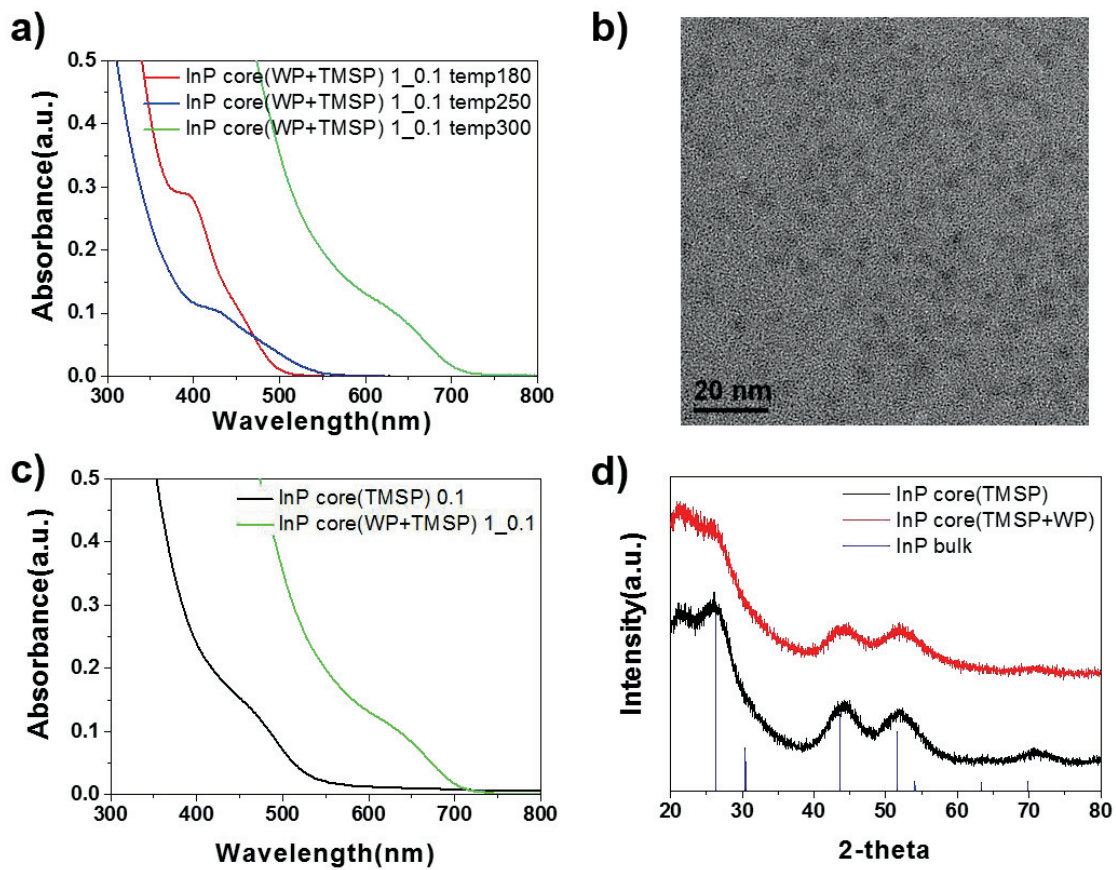 a)
0.5
0.4
0.3
0.2
0.1
0.0
Absorbance(a.u.)
InP core(WP+TMSP) 1_0.1 temp180
InP core(WP+TMSP) 1_0.1 temp250
InP core(WP+TMSP) 1_0.1 temp300
300 400 500 600 700 800
Wavelength(nm)
b)
20 nm
c)
0.5
0.4
0.3
0.2
0.1
0.0
Absorbance(a.u.)
InP core(TMSP) 0.1
InP core(WP+TMSP) 1_0.1
300 400 500 600 700 800
Wavelength(nm)
d)
Intensity(a.u.)
InP core(TMSP)
InP core(TMSP+WP)
InP bulk
20 30 40 50 60 70 80
2-theta